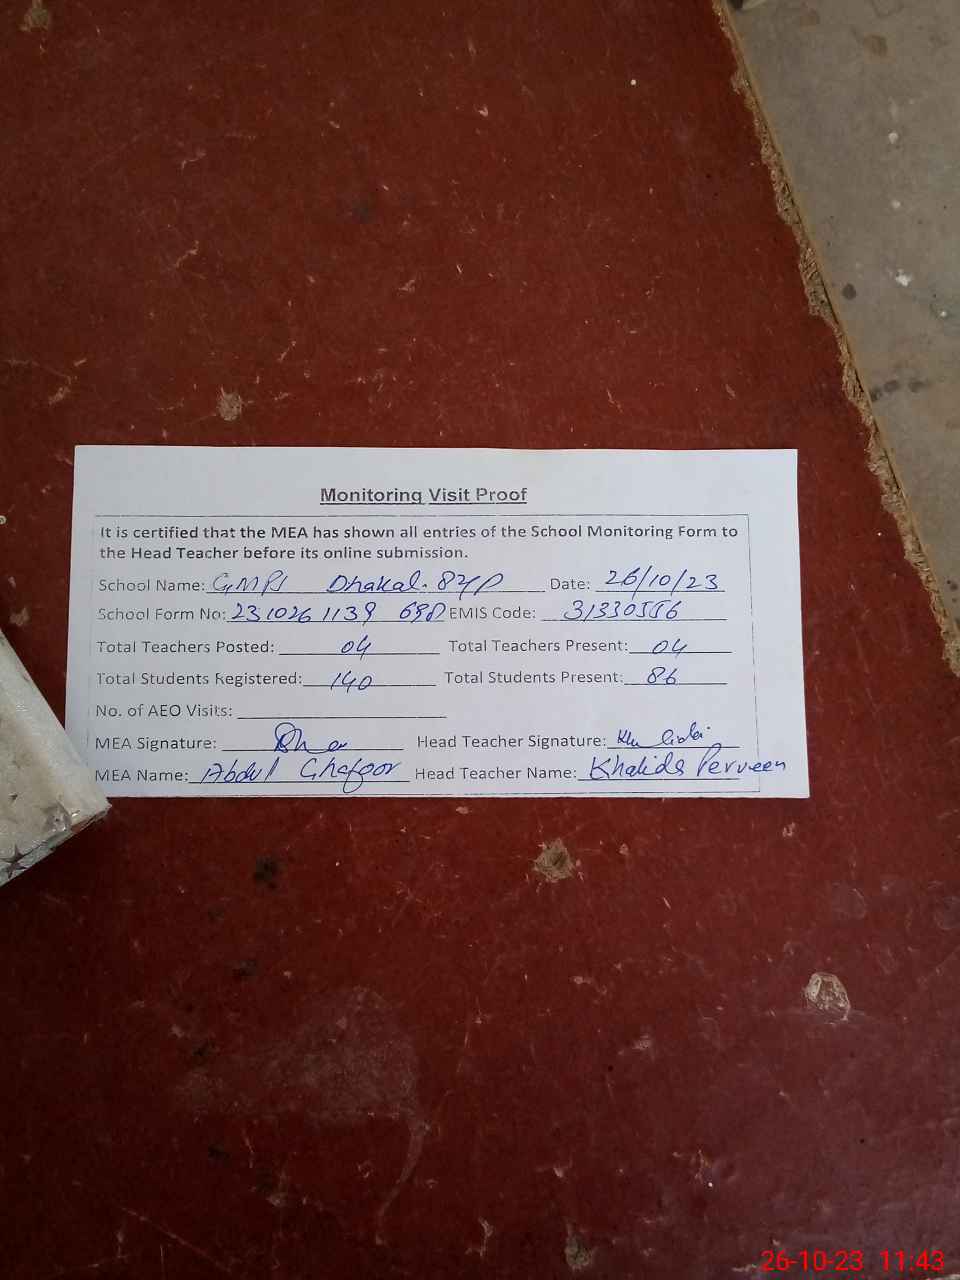 Monitoring Visit Proof
It is certified that the MEA has shown all entries of the School Monitoring Form to
the Head Teacher before its online submission.
School Name: GMPS Dhakal. 82/P Date: 26/10/23
School Form No: 231026 1139 698 EMIS Code: 31330556
Total Teachers Posted: 04 Total Teachers Present: 04
Total Students Registered: 140 Total Students Present: 86
No. of AEO Visits:
MEA Signature: Head Teacher Signature:
MEA Name: Abdul Ghafoor Head Teacher Name: Khalida Perveen
26-10-23 11:43